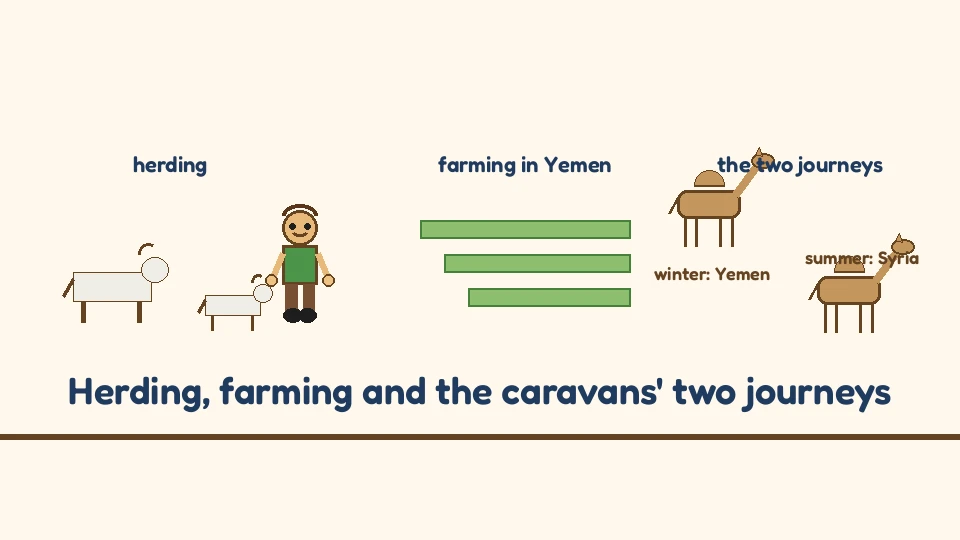 herding
farming in Yemen
the two journeys
winter: Yemen
summer: Syria
Herding, farming and the caravans' two journeys